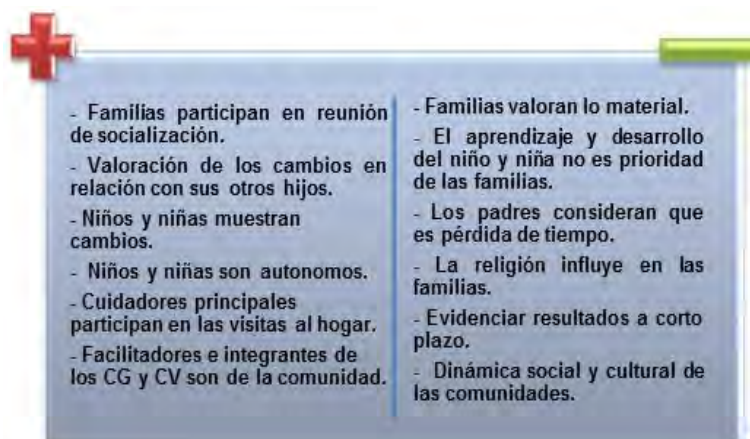 - Familias participan en reunión
de socialización.
- Valoración de los cambios en
relación con sus otros hijos.
- Niños y niñas muestran
cambios.
- Niños y niñas son autonomos.
- Cuidadores principales
participan en las visitas al hogar.
- Facilitadores e integrantes de
los CG y CV son de la comunidad.
- Familias valoran lo material.
- El aprendizaje y desarrollo
del niño y niña no es prioridad
de las familias.
- Los padres consideran que
es pérdida de tiempo.
- La religión influye en las
familias.
- Evidenciar resultados a corto
plazo.
- Dinámica social y cultural de
las comunidades.